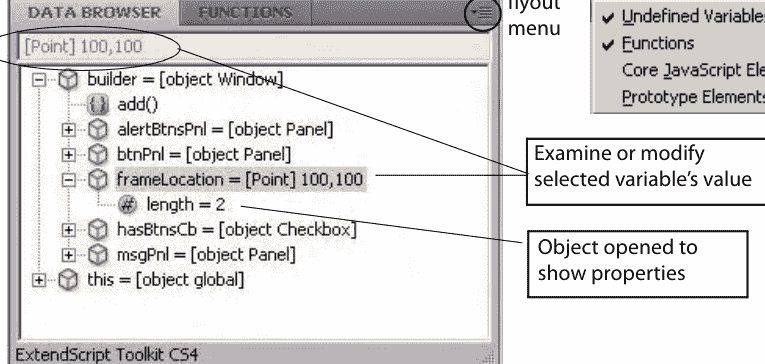 DATA BROWSER FUNCTIONS
flyout
menu
[Point] 100,100
Undefined Variables
Functions
Core JavaScript Ele
Prototype Elements
builder = [object Window]
{} add()
alertBtnsPnl = [object Panel]
btnPnl = [object Panel]
frameLocation = [Point] 100,100
# length = 2
hasBtnsCb = [object Checkbox]
msgPnl = [object Panel]
this = [object global]
Examine or modify
selected variable's value
Object opened to
show properties
ExtendScript Toolkit CS4